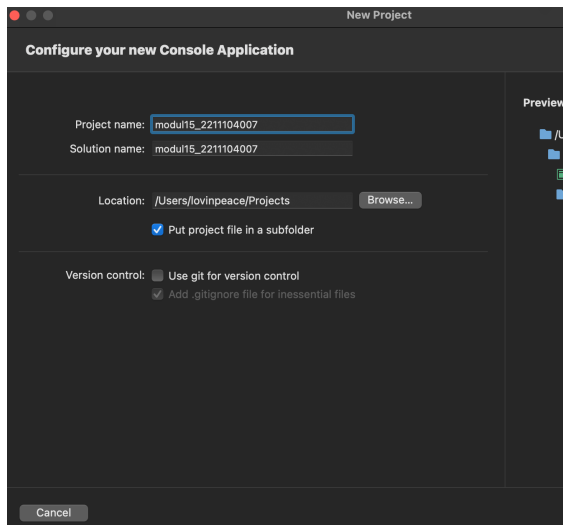 New Project
Configure your new Console Application
Preview
Project name: modul15_2211104007
Solution name: modul15_2211104007
Location: /Users/lovinpeace/Projects Browse...
Put project file in a subfolder
Version control: Use git for version control
Add .gitignore file for inessential files
Cancel